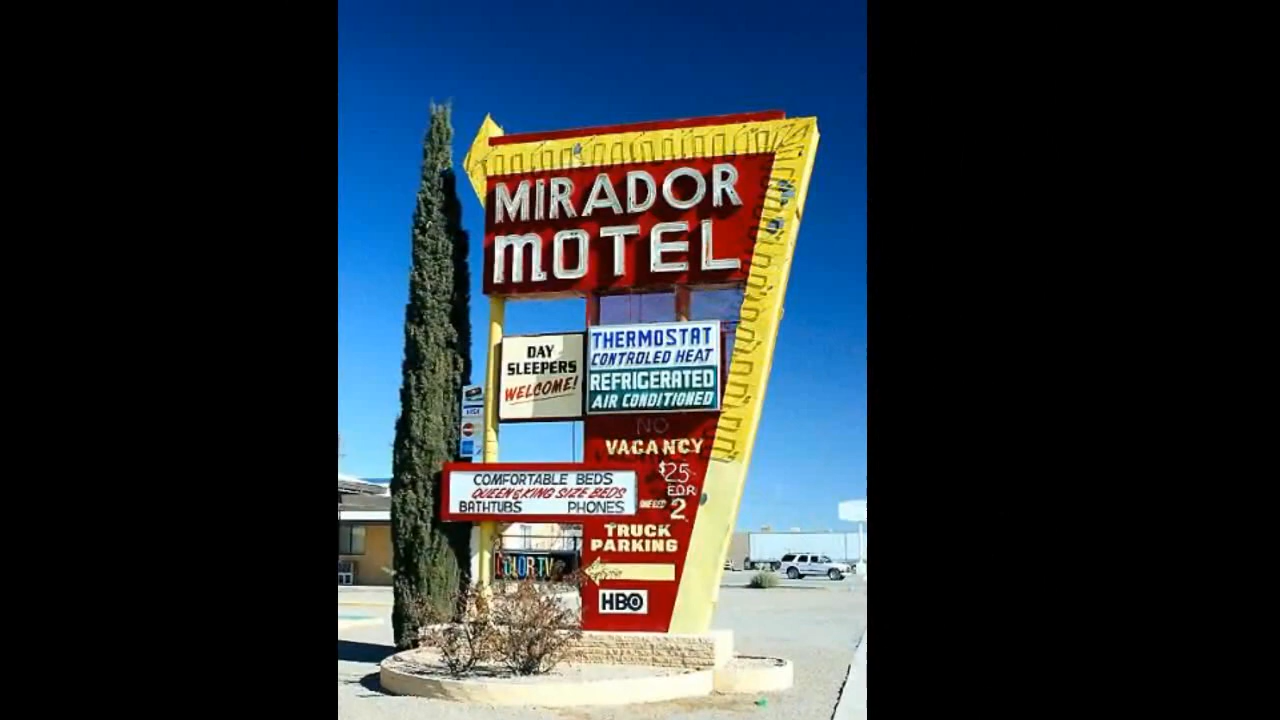 MIRADOR
MOTEL
DAY
SLEEPERS
WELCOME!
THERMOSTAT
CONTROLED HEAT
REFRIGERATED
AIR CONDITIONED
VISA
NO
VACANCY
$25
FOR
2
COMFORTABLE BEDS
QUEEN & KING SIZE BEDS
BATHTUBS PHONES
TRUCK
PARKING
COLOR TV
HBO